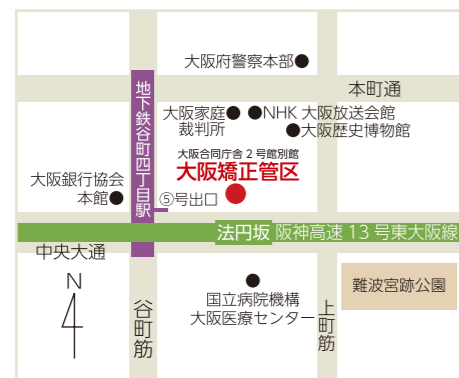 大阪府警察本部●
本町通
地下鉄谷町四丁目駅
大阪家庭●
裁判所
●NHK 大阪放送会館
●大阪歴史博物館
大阪合同庁舎 2 号館別館
大阪矯正管区
大阪銀行協会
本館●
⑤号出口
法円坂 阪神高速 13 号東大阪線
中央大通
N
谷町筋
国立病院機構
大阪医療センター
上町筋
難波宮跡公園